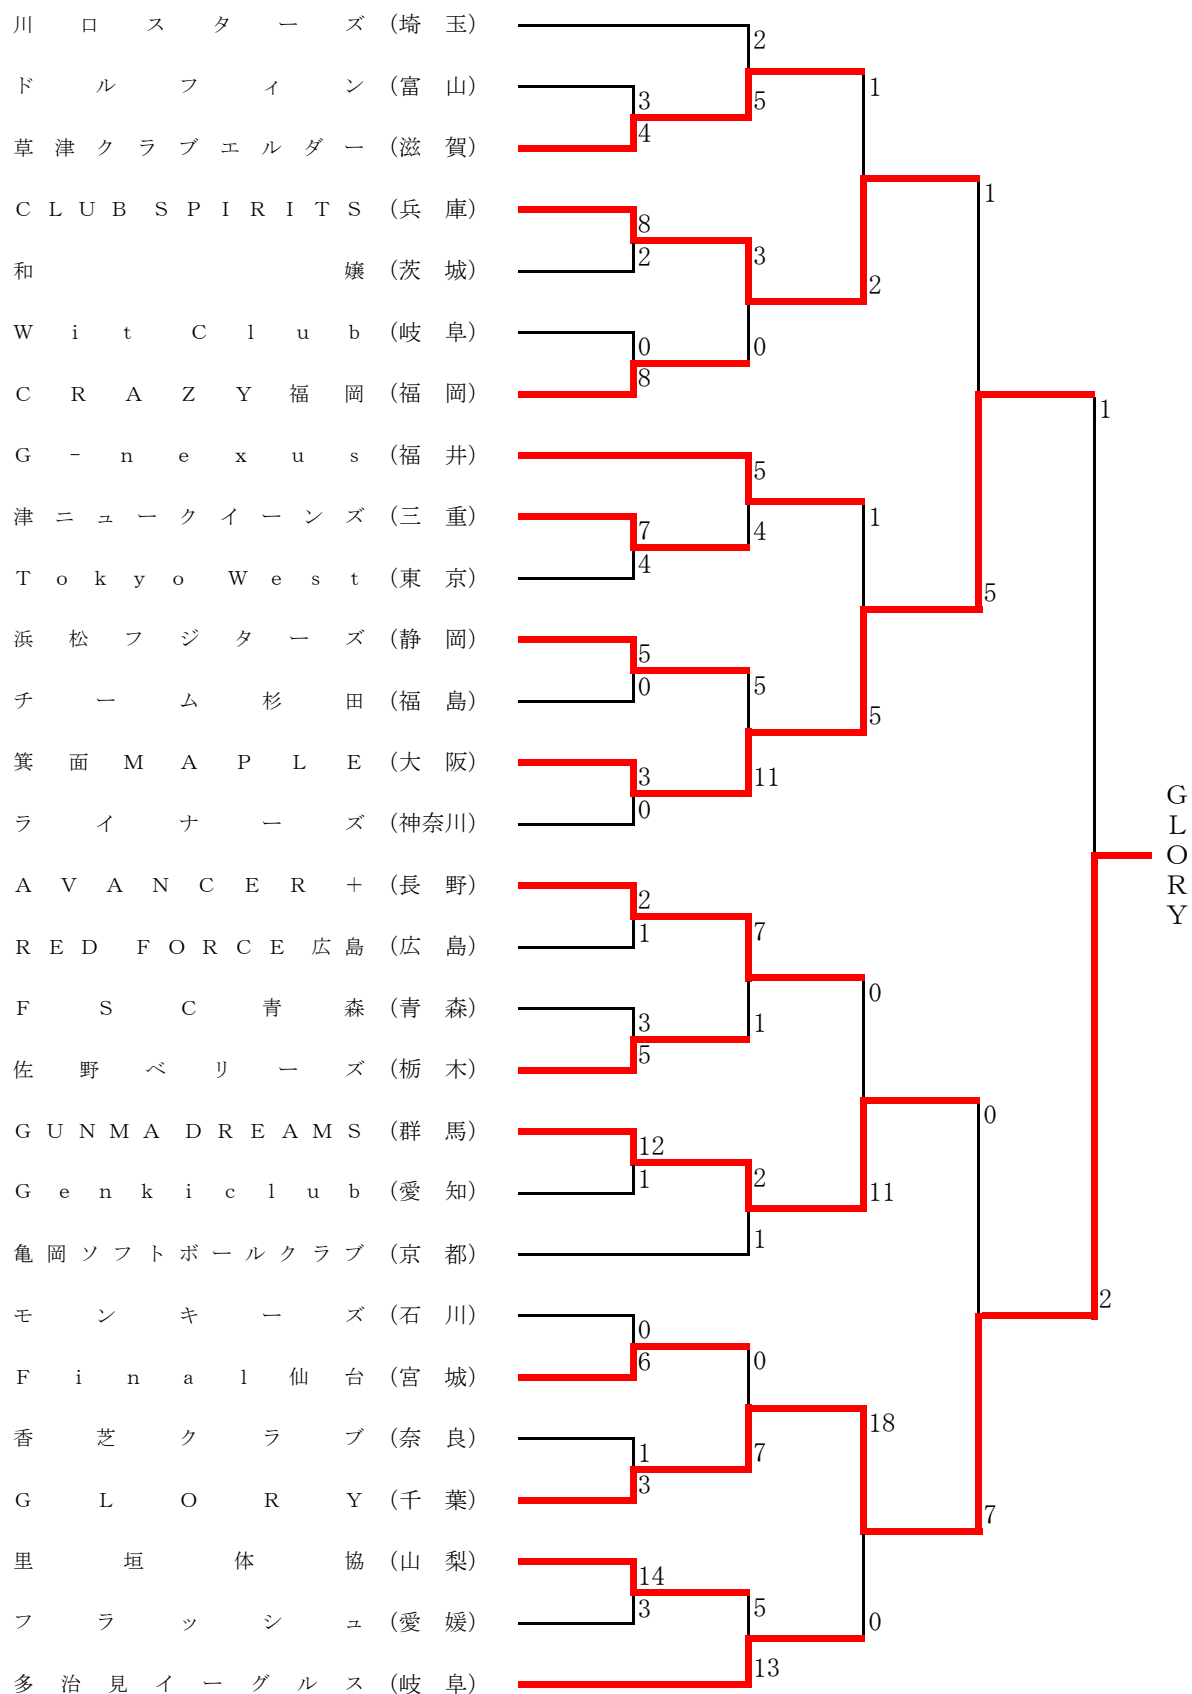 川口スターズ(埼玉)
2
ドルフィン(富山)
3
5
1
草津クラブエルダー(滋賀)
4
1
CLUB SPIRITS(兵庫)
8
3
2
和嬢(茨城)
2
Wit Club(岐阜)
0
0
CRAZY福岡(福岡)
8
1
G-nexus(福井)
5
津ニュークイーンズ(三重)
7
4
1
Tokyo West(東京)
4
5
浜松フジターズ(静岡)
5
チーム杉田(福島)
0
5
5
箕面MAPLE(大阪)
3
11
ライナーズ(神奈川)
0
GLORY
AVANCER+(長野)
2
7
RED FORCE広島(広島)
1
0
FSC青森(青森)
3
1
佐野ベリーズ(栃木)
5
0
GUNMA DREAMS(群馬)
12
2
11
Genkiclub(愛知)
1
亀岡ソフトボールクラブ(京都)
1
2
モンキーズ(石川)
0
0
Final仙台(宮城)
6
18
香芝クラブ(奈良)
1
7
GLORY(千葉)
3
7
里垣体協(山梨)
14
5
0
フラッシュ(愛媛)
3
多治見イーグルス(岐阜)
13